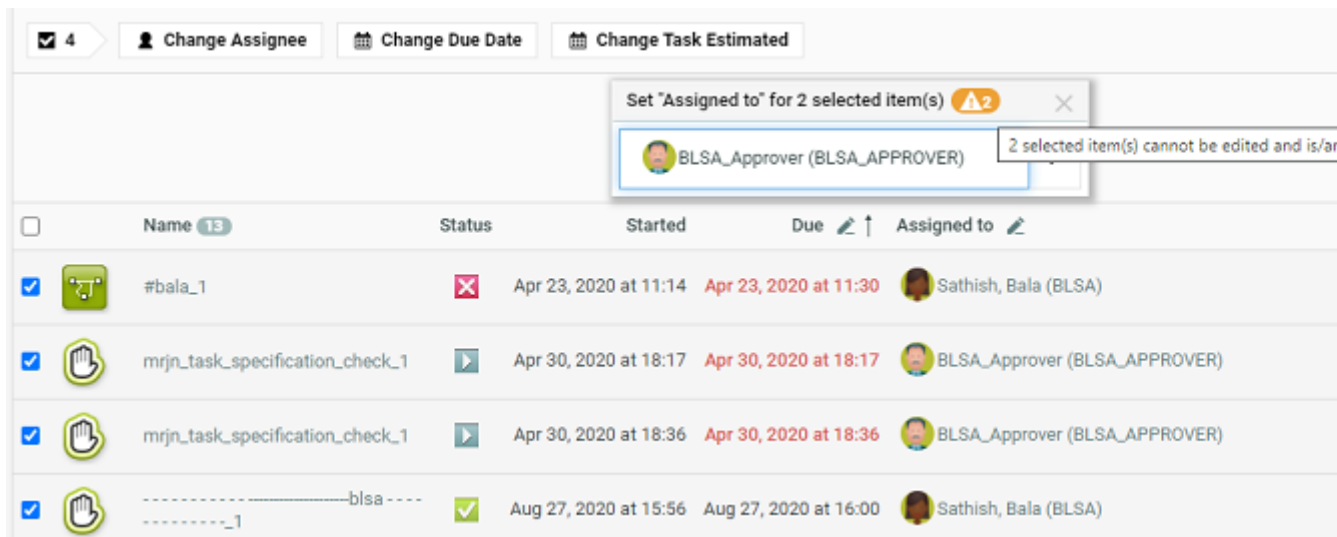 4 Change Assignee Change Due Date Change Task Estimated
Set "Assigned to" for 2 selected item(s) 2
2 selected item(s) cannot be edited and is/ar
BLSA_Approver (BLSA_APPROVER)
Name 13 Status Started Due Assigned to
#bala_1 Apr 23, 2020 at 11:14 Apr 23, 2020 at 11:30 Sathish, Bala (BLSA)
mrjn_task_specification_check_1 Apr 30, 2020 at 18:17 Apr 30, 2020 at 18:17 BLSA_Approver (BLSA_APPROVER)
mrjn_task_specification_check_1 Apr 30, 2020 at 18:36 Apr 30, 2020 at 18:36 BLSA_Approver (BLSA_APPROVER)
- - - - - - - - - - - --------------------blsa - - - -
- - - - - - - - - -_1 Aug 27, 2020 at 15:56 Aug 27, 2020 at 16:00 Sathish, Bala (BLSA)